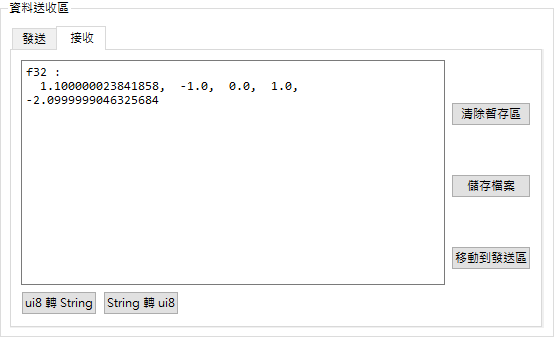 資料送收區
發送
接收
f32 :
1.100000023841858, -1.0, 0.0, 1.0,
-2.0999999046325684
清除暫存區
儲存檔案
移動到發送區
ui8 轉 String
String 轉 ui8